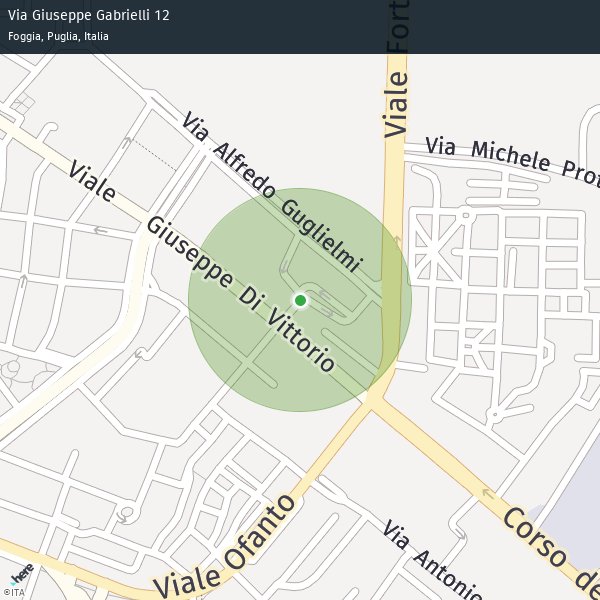 Via Giuseppe Gabrielli 12
Foggia, Puglia, Italia
Viale Fort
Via Alfredo Guglielmi
Via Michele Prot
Viale Giuseppe Di Vittorio
Viale Ofanto
Corso de
Via Antonie
here
©ITA